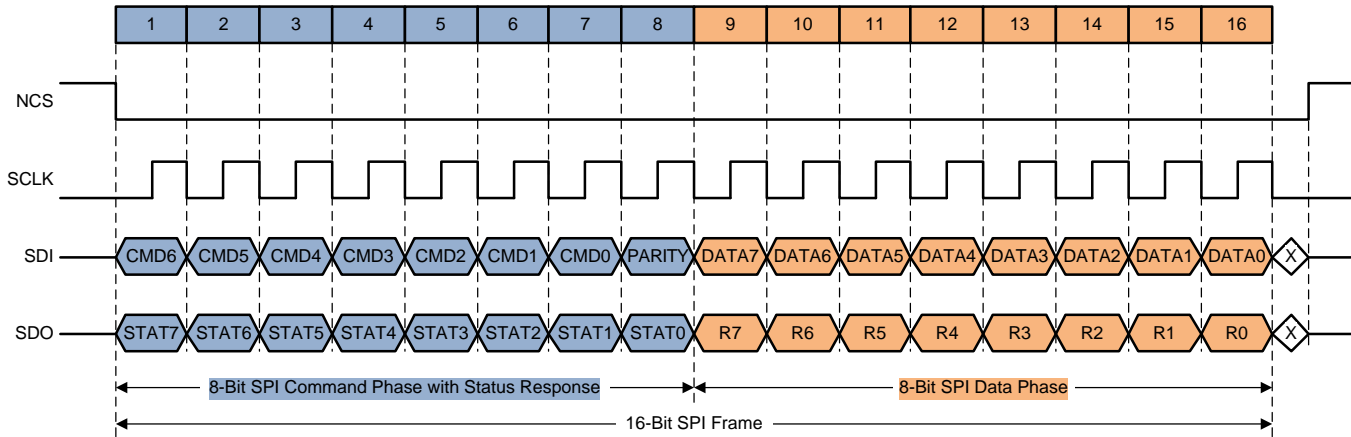 1 2 3 4 5 6 7 8 9 10 11 12 13 14 15 16
NCS
SCLK
SDI CMD6 CMD5 CMD4 CMD3 CMD2 CMD1 CMD0 PARITY DATA7 DATA6 DATA5 DATA4 DATA3 DATA2 DATA1 DATA0 X
SDO STAT7 STAT6 STAT5 STAT4 STAT3 STAT2 STAT1 STAT0 R7 R6 R5 R4 R3 R2 R1 R0 X
8-Bit SPI Command Phase with Status Response 8-Bit SPI Data Phase
16-Bit SPI Frame